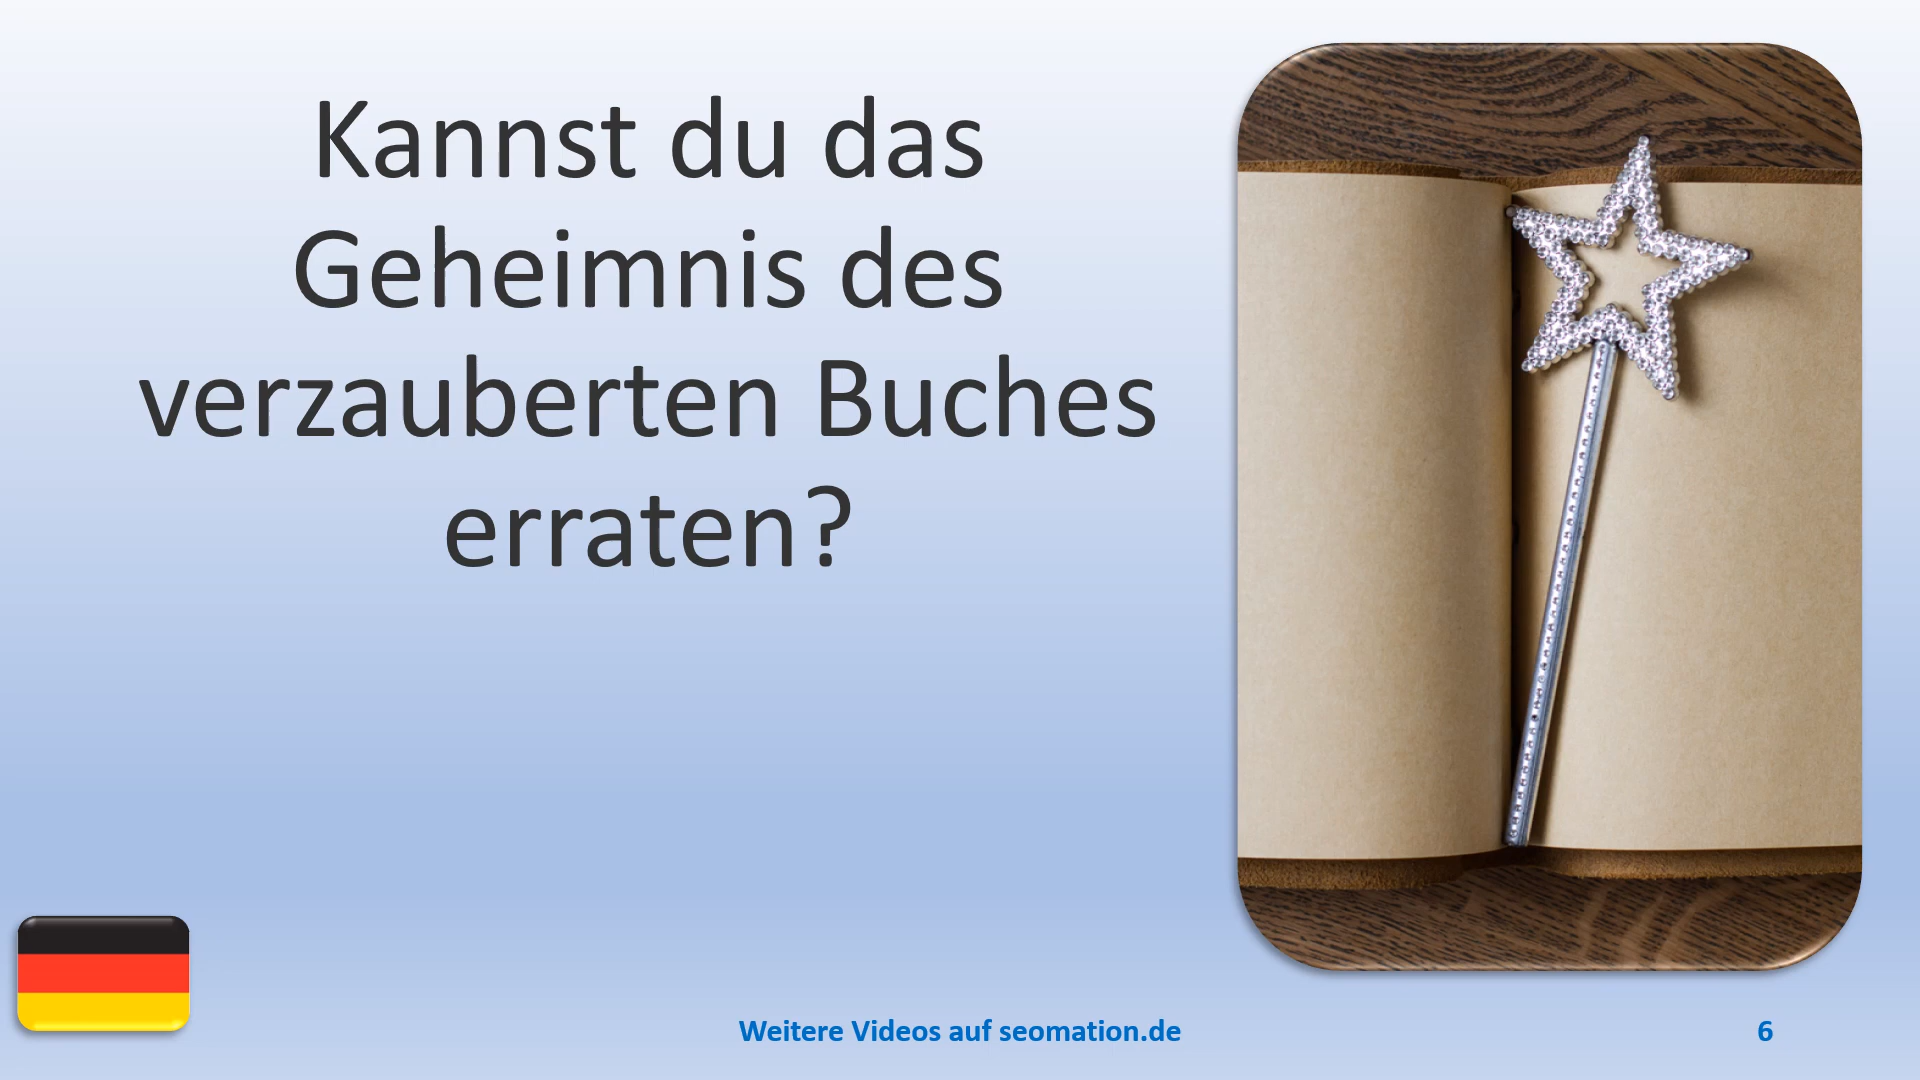 Kannst du das
Geheimnis des
verzauberten Buches
erraten?
Weitere Videos auf seomation.de
6